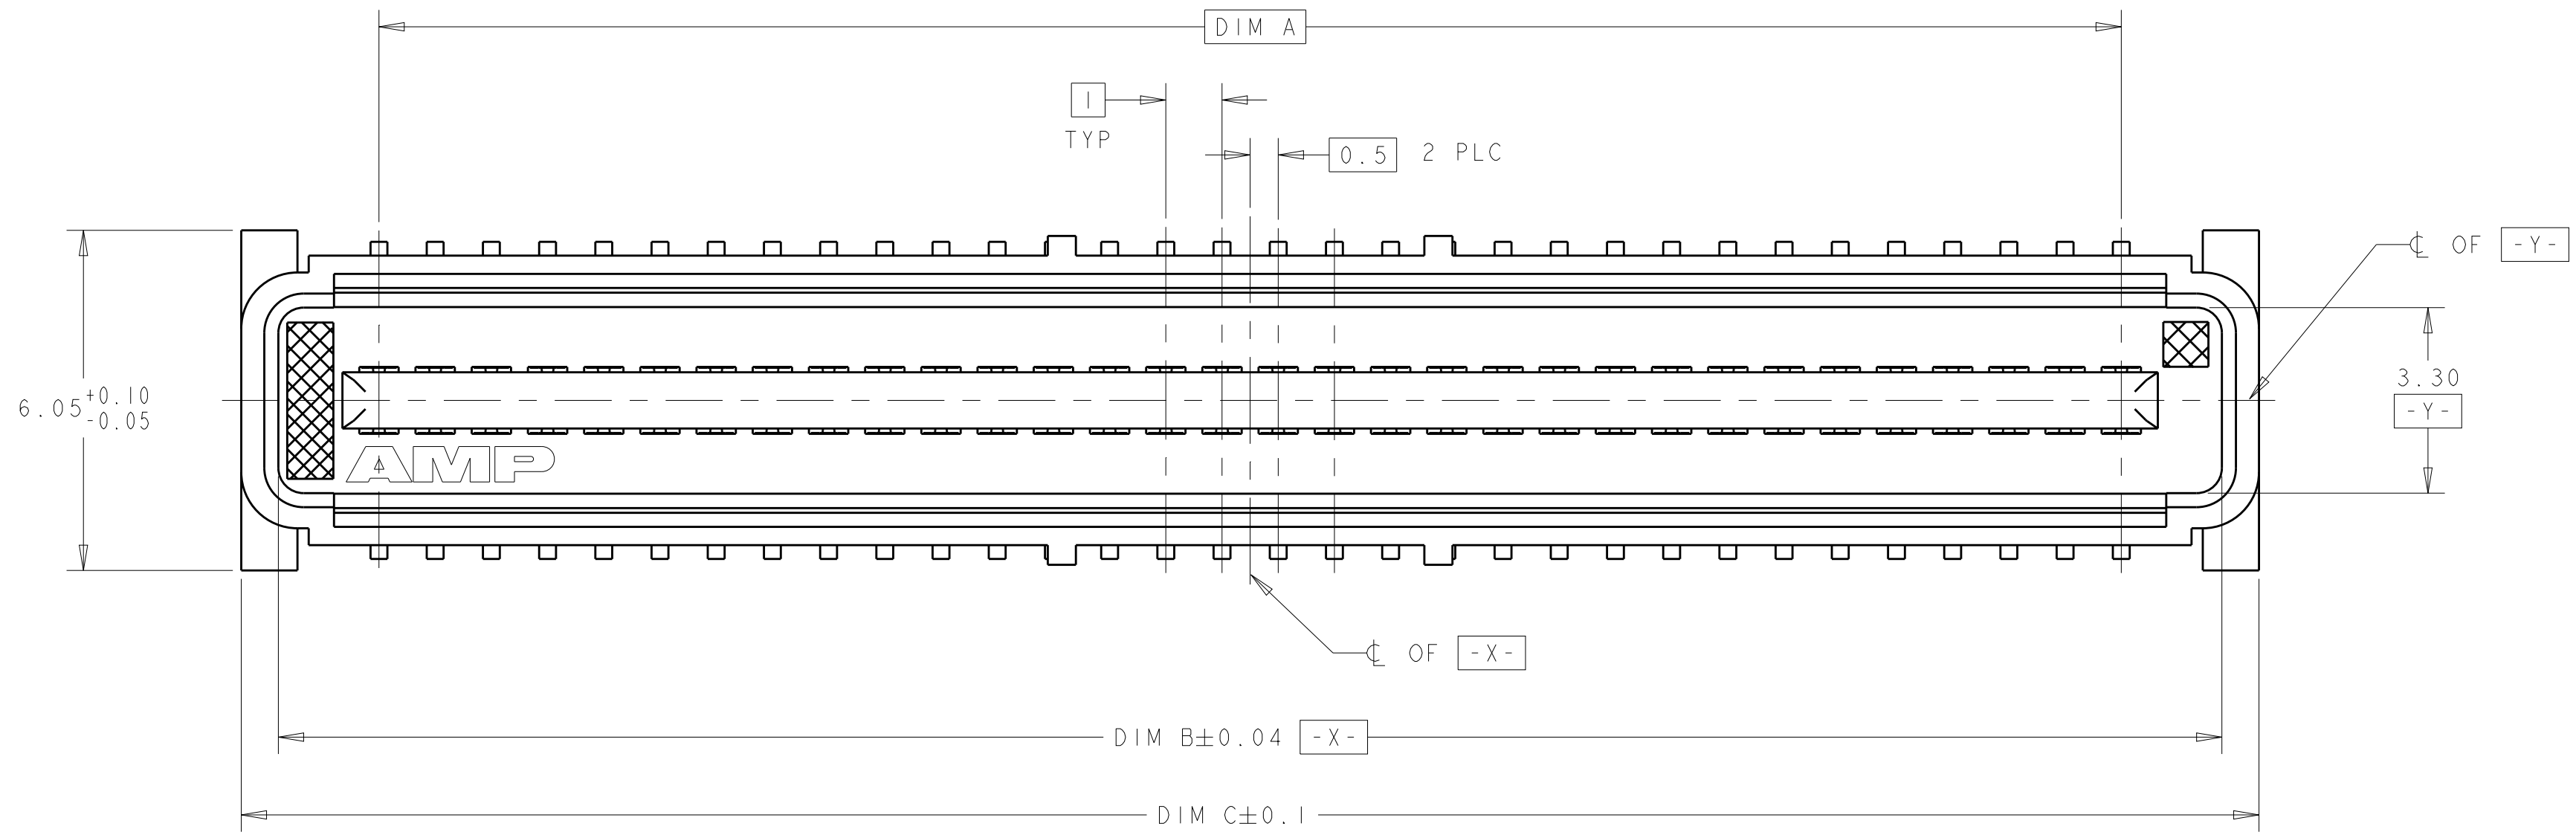 DIM A
1
TYP
0.5 2 PLC
℄ OF -Y-
6.05 +0.10
-0.05
3.30
-Y-
AMP
℄ OF -X-
DIM B±0.04 -X-
DIM C±0.1